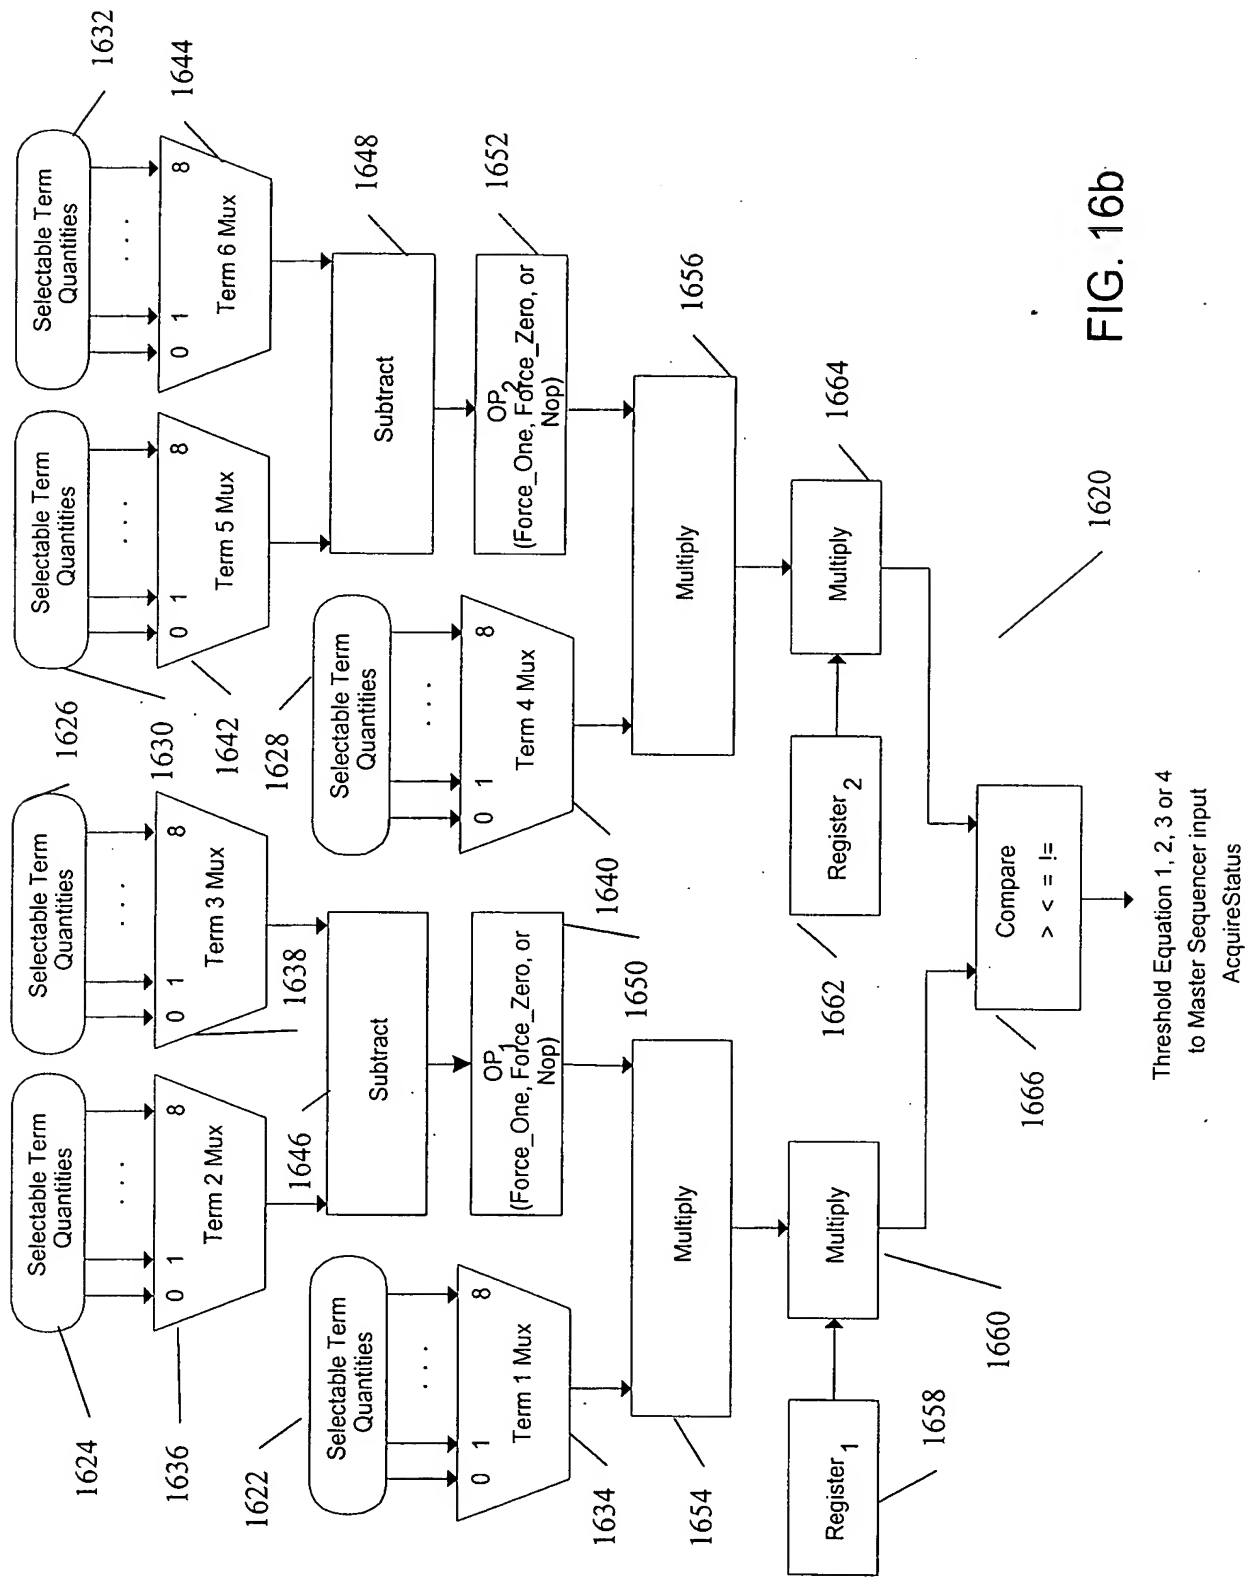 1624
Selectable Term
Quantities
1626
Selectable Term
Quantities
1630
Selectable Term
Quantities
1632
Selectable Term
Quantities
1636
0 1 . . . 8
Term 2 Mux
0 1 . . . 8
Term 3 Mux
1638
1642
0 1 . . . 8
Term 5 Mux
0 1 . . . 8
Term 6 Mux
1644
1622
Selectable Term
Quantities
1646
Subtract
1628
Selectable Term
Quantities
Subtract
1648
0 1 . . . 8
Term 1 Mux
1634
OP1
(Force_One, Force_Zero, or
Nop)
1650
0 1 . . . 8
Term 4 Mux
1640
OP2
(Force_One, Force_Zero, or
Nop)
1652
1654
Multiply
Multiply
1656
Register1
1658
Multiply
1660
Register2
1662
Multiply
1664
Compare
> < = !=
1666
1620
Threshold Equation 1, 2, 3 or 4
to Master Sequencer input
AcquireStatus
FIG. 16b